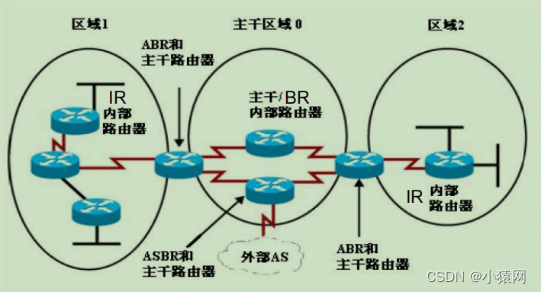 区域1
主干区域0
区域2
ABR和
主干路由器
IR
内部
路由器
主干/BR
内部路由器
IR 内部
路由器
ASBR和
主干路由器
外部AS
ABR和
主干路由器
CSDN @小猿网